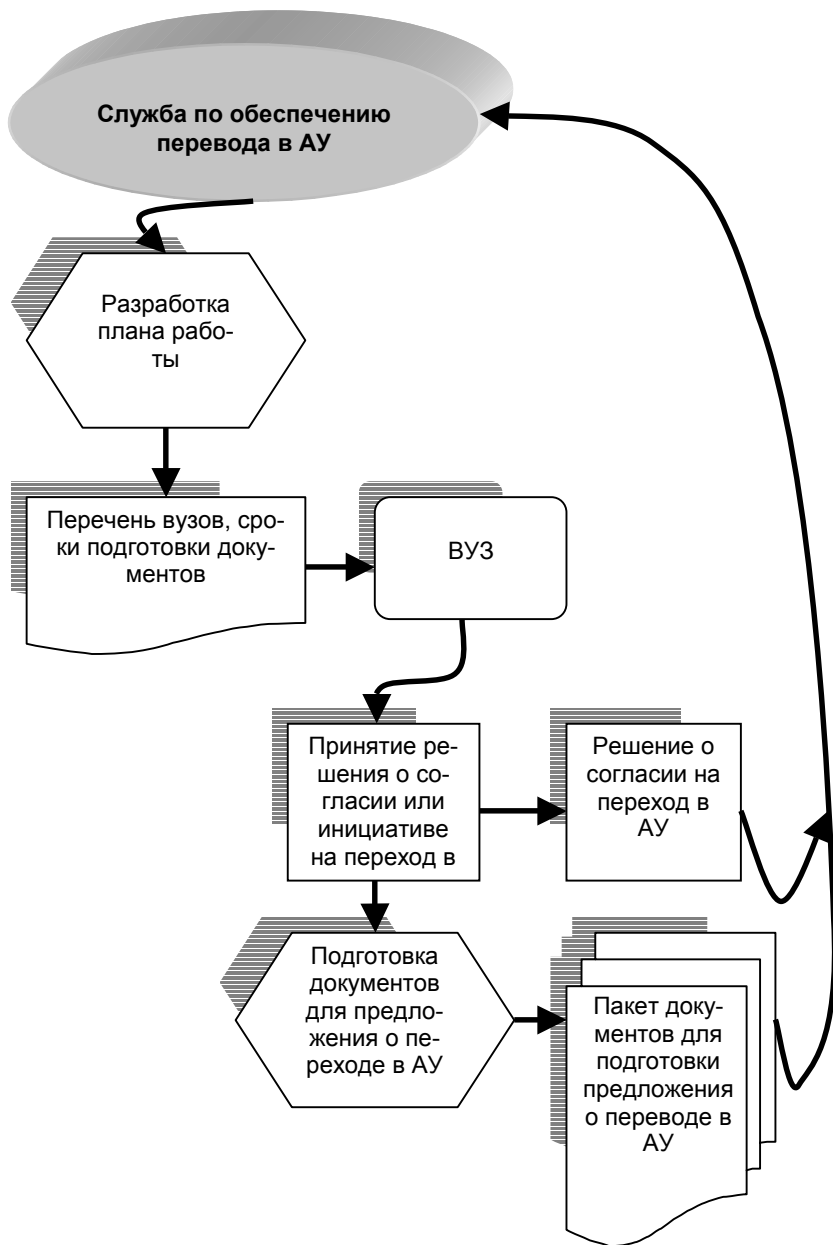 Служба по обеспечению
перевода в АУ
Разработка
плана рабо-
ты
Перечень вузов, сро-
ки подготовки доку-
ментов
ВУЗ
Принятие ре-
шения о со-
гласии или
инициативе
на переход в
Решение о
согласии на
переход в
АУ
Подготовка
документов
для предло-
жения о пе-
реходе в АУ
Пакет доку-
ментов для
подготовки
предложения
о переводе в
АУ